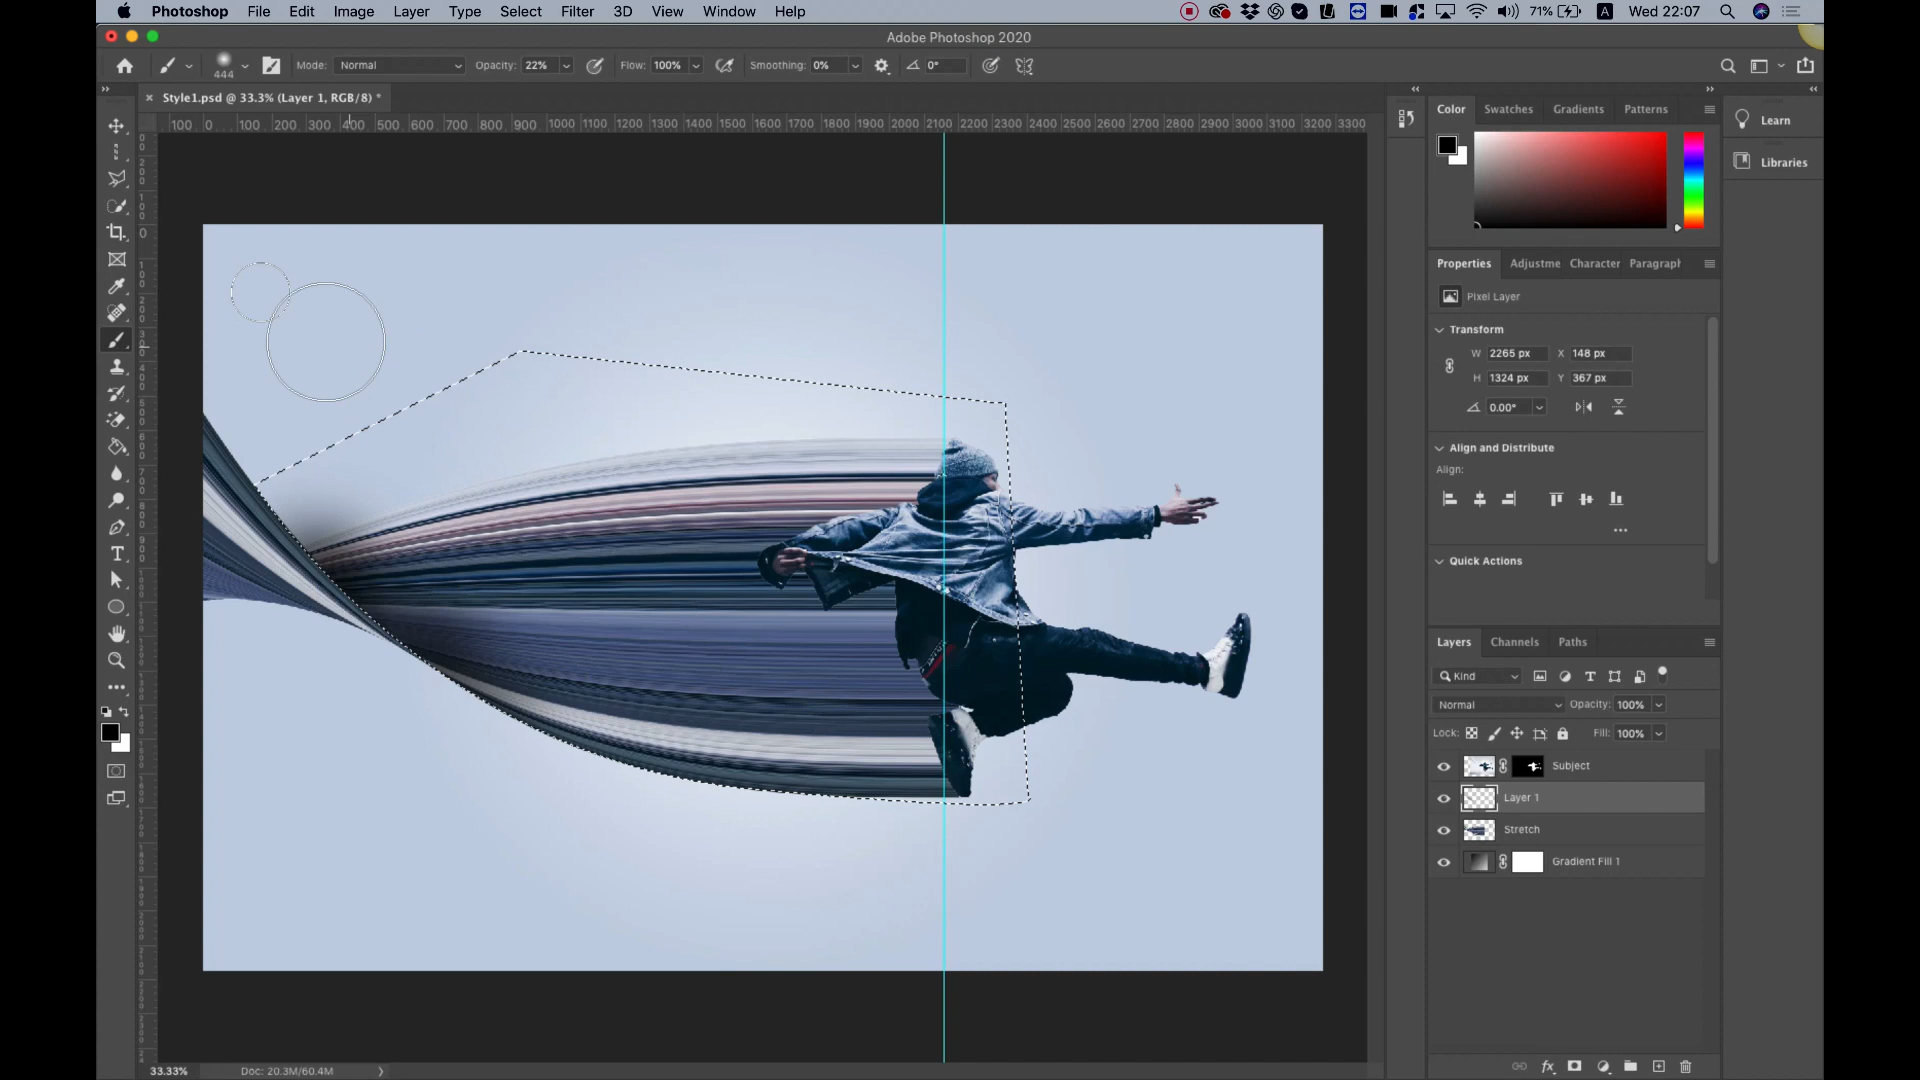 Photoshop File Edit Image Layer Type Select Filter 3D View Window Help
71% A Wed 22:07
Adobe Photoshop 2020
444 Mode: Normal Opacity: 22% Flow: 100% Smoothing: 0% 0°
Style1.psd @ 33.3% (Layer 1, RGB/8) *
100 0 100 200 300 400 500 600 700 800 900 1000 1100 1200 1300 1400 1500 1600 1700 1800 1900 2000 2100 2200 2300 2400 2500 2600 2700 2800 2900 3000 3100 3200 3300
Color Swatches Gradients Patterns
Learn
Libraries
Properties Adjustme Character Paragraph
Pixel Layer
Transform
W 2265 px X 148 px
H 1324 px Y 367 px
0.00°
Align and Distribute
Align:
Quick Actions
Layers Channels Paths
Kind
Normal Opacity: 100%
Lock: Fill: 100%
Subject
Layer 1
Stretch
Gradient Fill 1
fx
33.33% Doc: 20.3M/60.4M